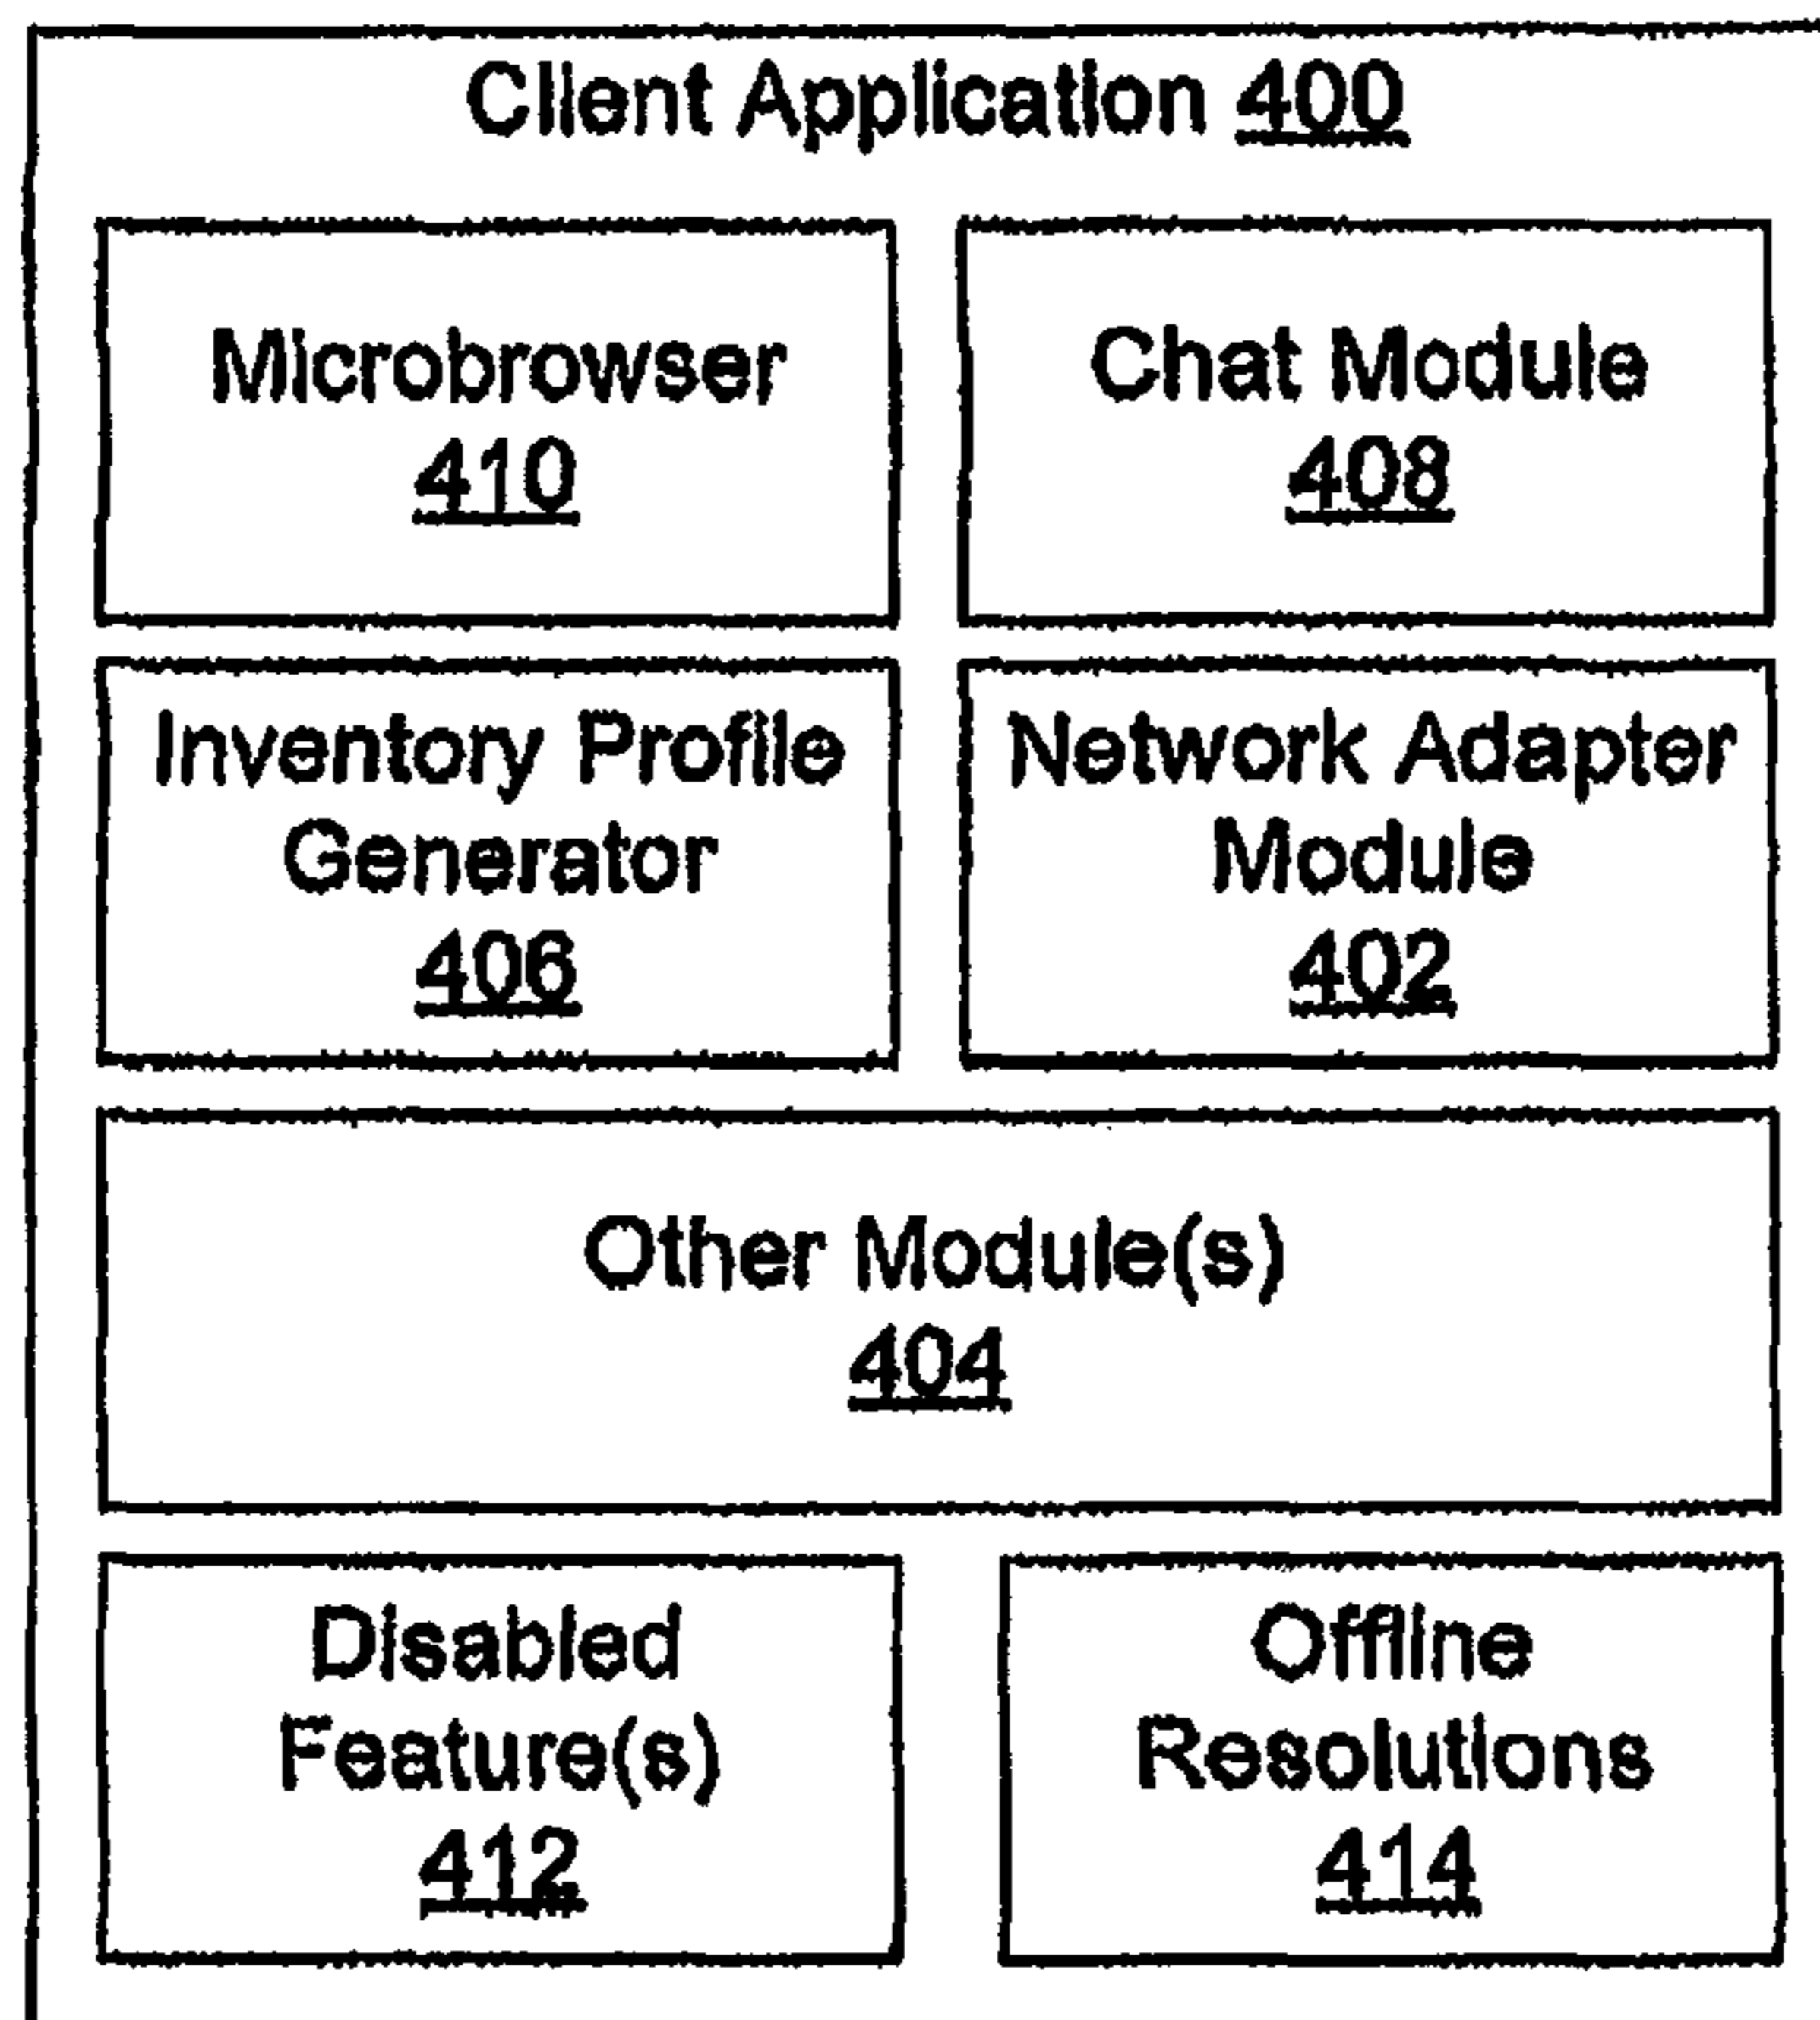 Client Application 400
Microbrowser
410
Chat Module
408
Inventory Profile
Generator
406
Network Adapter
Module
402
Other Module(s)
404
Disabled
Feature(s)
412
Offline
Resolutions
414